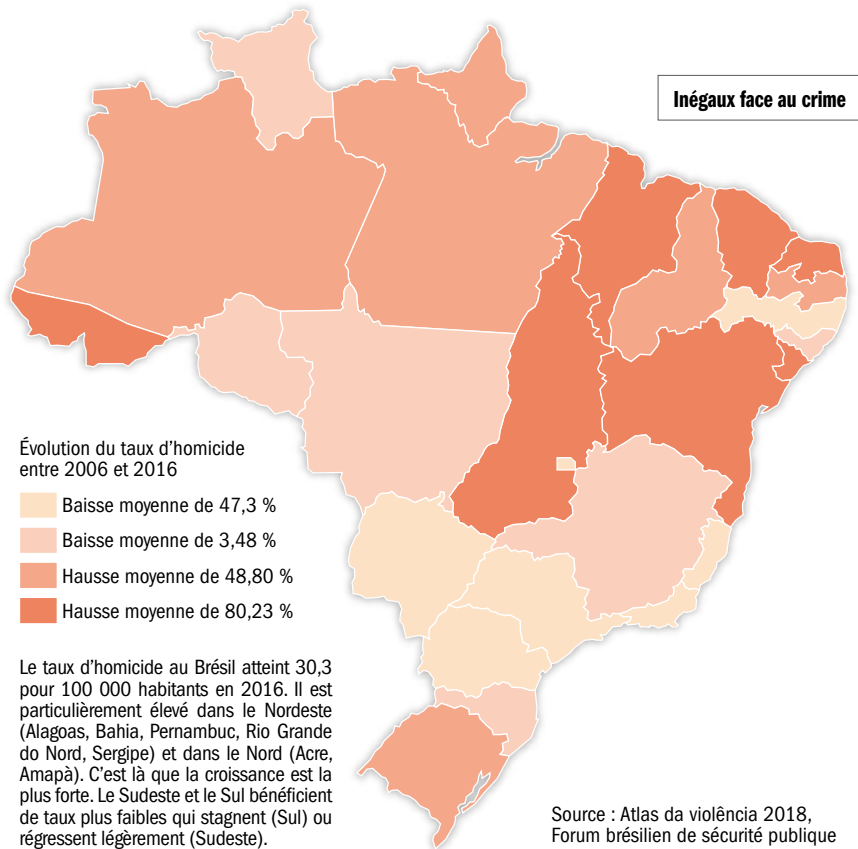 Inégaux face au crime
Évolution du taux d'homicide
entre 2006 et 2016
Baisse moyenne de 47,3 %
Baisse moyenne de 3,48 %
Hausse moyenne de 48,80 %
Hausse moyenne de 80,23 %
Le taux d'homicide au Brésil atteint 30,3
pour 100 000 habitants en 2016. Il est
particulièrement élevé dans le Nordeste
(Alagoas, Bahia, Pernambuc, Rio Grande
do Nord, Sergipe) et dans le Nord (Acre,
Amapà). C'est là que la croissance est la
plus forte. Le Sudeste et le Sul bénéficient
de taux plus faibles qui stagnent (Sul) ou
régressent légèrement (Sudeste).
Source : Atlas da violência 2018,
Forum brésilien de sécurité publique